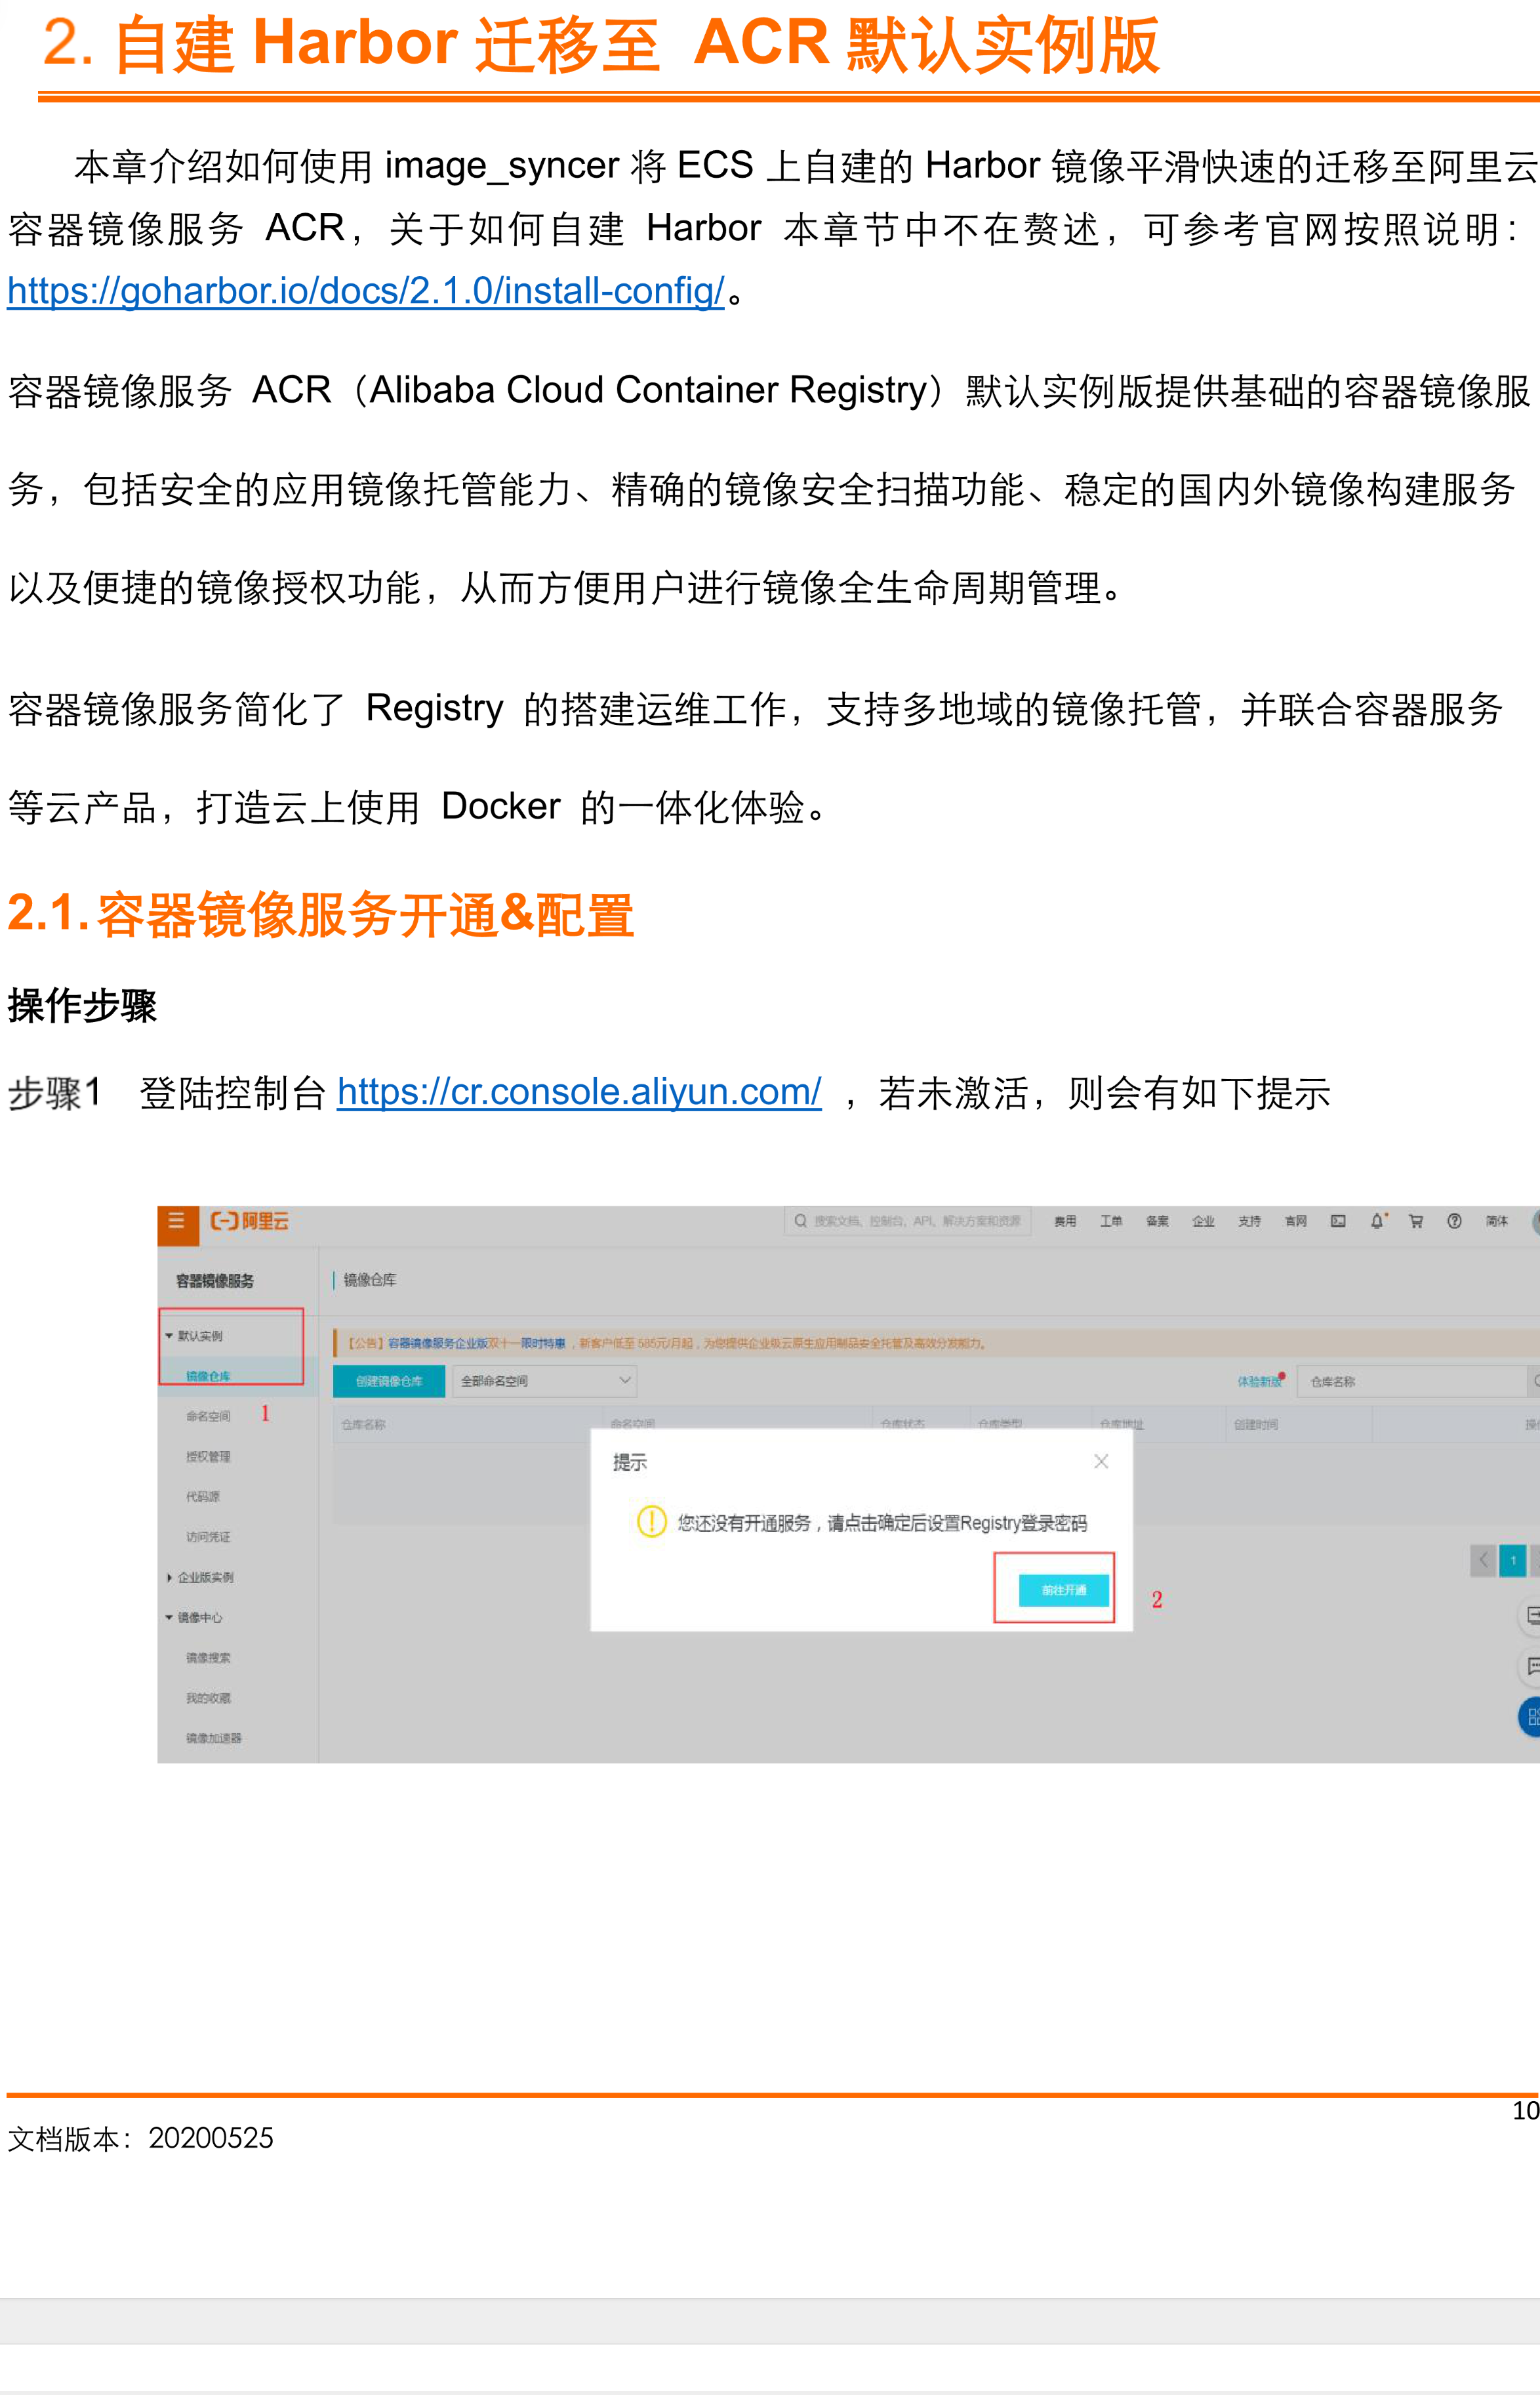 2. 自建 Harbor 迁移至 ACR 默认实例版
本章介绍如何使用 image_syncer 将 ECS 上自建的 Harbor 镜像平滑快速的迁移至阿里云
容器镜像服务 ACR，关于如何自建 Harbor 本章节中不在赘述，可参考官网按照说明：
https://goharbor.io/docs/2.1.0/install-config/。
容器镜像服务 ACR（Alibaba Cloud Container Registry）默认实例版提供基础的容器镜像服
务，包括安全的应用镜像托管能力、精确的镜像安全扫描功能、稳定的国内外镜像构建服务
以及便捷的镜像授权功能，从而方便用户进行镜像全生命周期管理。
容器镜像服务简化了 Registry 的搭建运维工作，支持多地域的镜像托管，并联合容器服务
等云产品，打造云上使用 Docker 的一体化体验。
2.1. 容器镜像服务开通&配置
操作步骤
步骤1 登陆控制台 https://cr.console.aliyun.com/ ，若未激活，则会有如下提示
阿里云
搜索文档、控制台、API、解决方案和资源 费用 工单 备案 企业 支持 官网 简体
容器镜像服务
镜像仓库
默认实例
【公告】容器镜像服务企业版双十一限时特惠，新客户低至 585元/月起，为您提供企业级云原生应用制品安全托管及高效分发能力。
镜像仓库
创建镜像仓库 全部命名空间 体验新版 仓库名称
命名空间 1
仓库名称 命名空间 仓库状态 仓库类型 仓库地址 创建时间
授权管理
提示
代码源
您还没有开通服务，请点击确定后设置Registry登录密码
访问凭证
1
企业版实例
前往开通 2
镜像中心
镜像搜索
我的收藏
镜像加速器
10
文档版本：20200525